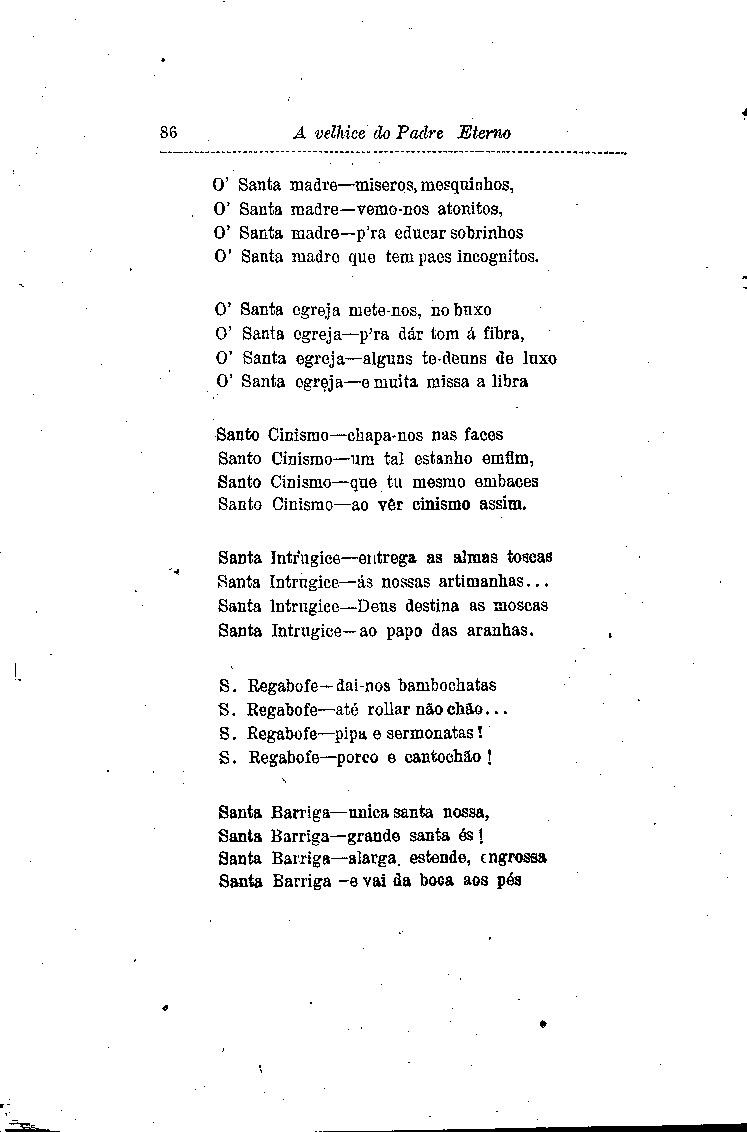 86 A velhice do Padre Eterno
O' Santa madre—miseros, mesquinhos,
O' Santa madre—vemo-nos atonitos,
O' Santa madre—p'ra educar sobrinhos
O' Santa madre que tem paes incognitos.
O' Santa egreja mete-nos, no buxo
O' Santa egreja—p'ra dár tom á fibra,
O' Santa egreja—alguns te-deuns de luxo
O' Santa egreja—e muita missa a libra
Santo Cinismo—chapa-nos nas faces
Santo Cinismo—um tal estanho emfim,
Santo Cinismo—que tu mesmo embaces
Santo Cinismo—ao vêr cinismo assim.
Santa Intrugice—entrega as almas toscas
Santa Intrugice—ás nossas artimanhas...
Santa Intrugice—Deus destina as moscas
Santa Intrugice—ao papo das aranhas.
S. Regabofe—dai-nos bambochatas
S. Regabofe—até rollar não chão...
S. Regabofe—pipa e sermonatas!
S. Regabofe—porco e cantochão!
Santa Barriga—unica santa nossa,
Santa Barriga—grande santa és!
Santa Barriga—alarga, estende, engrossa
Santa Barriga—e vai da boca aos pés